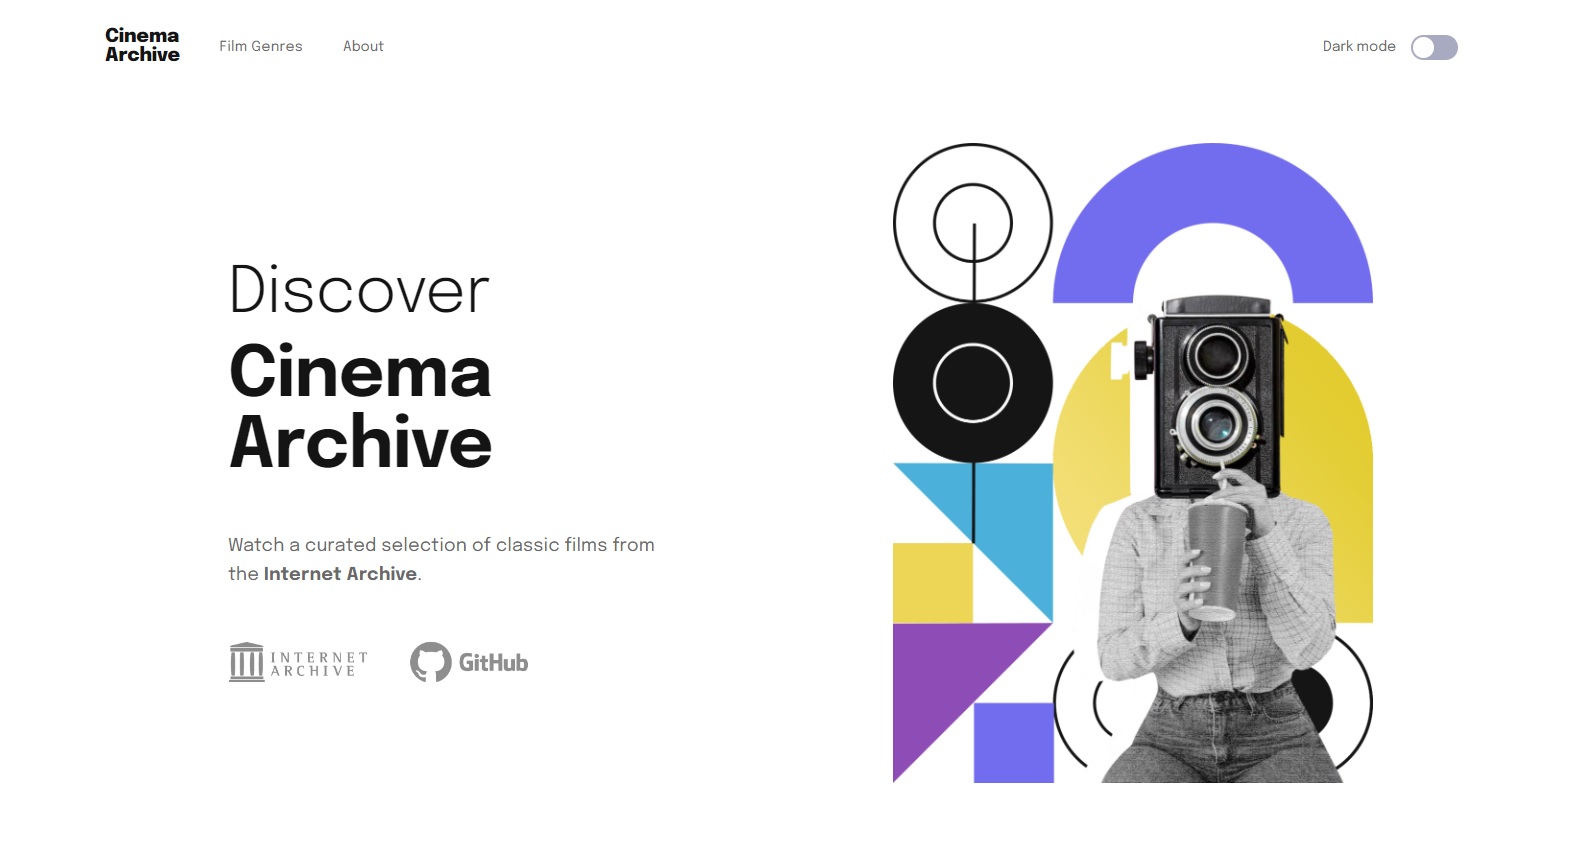 Cinema
Archive
Film Genres
About
Dark mode
Discover
Cinema
Archive
Watch a curated selection of classic films from
the Internet Archive.
INTERNET
ARCHIVE
GitHub